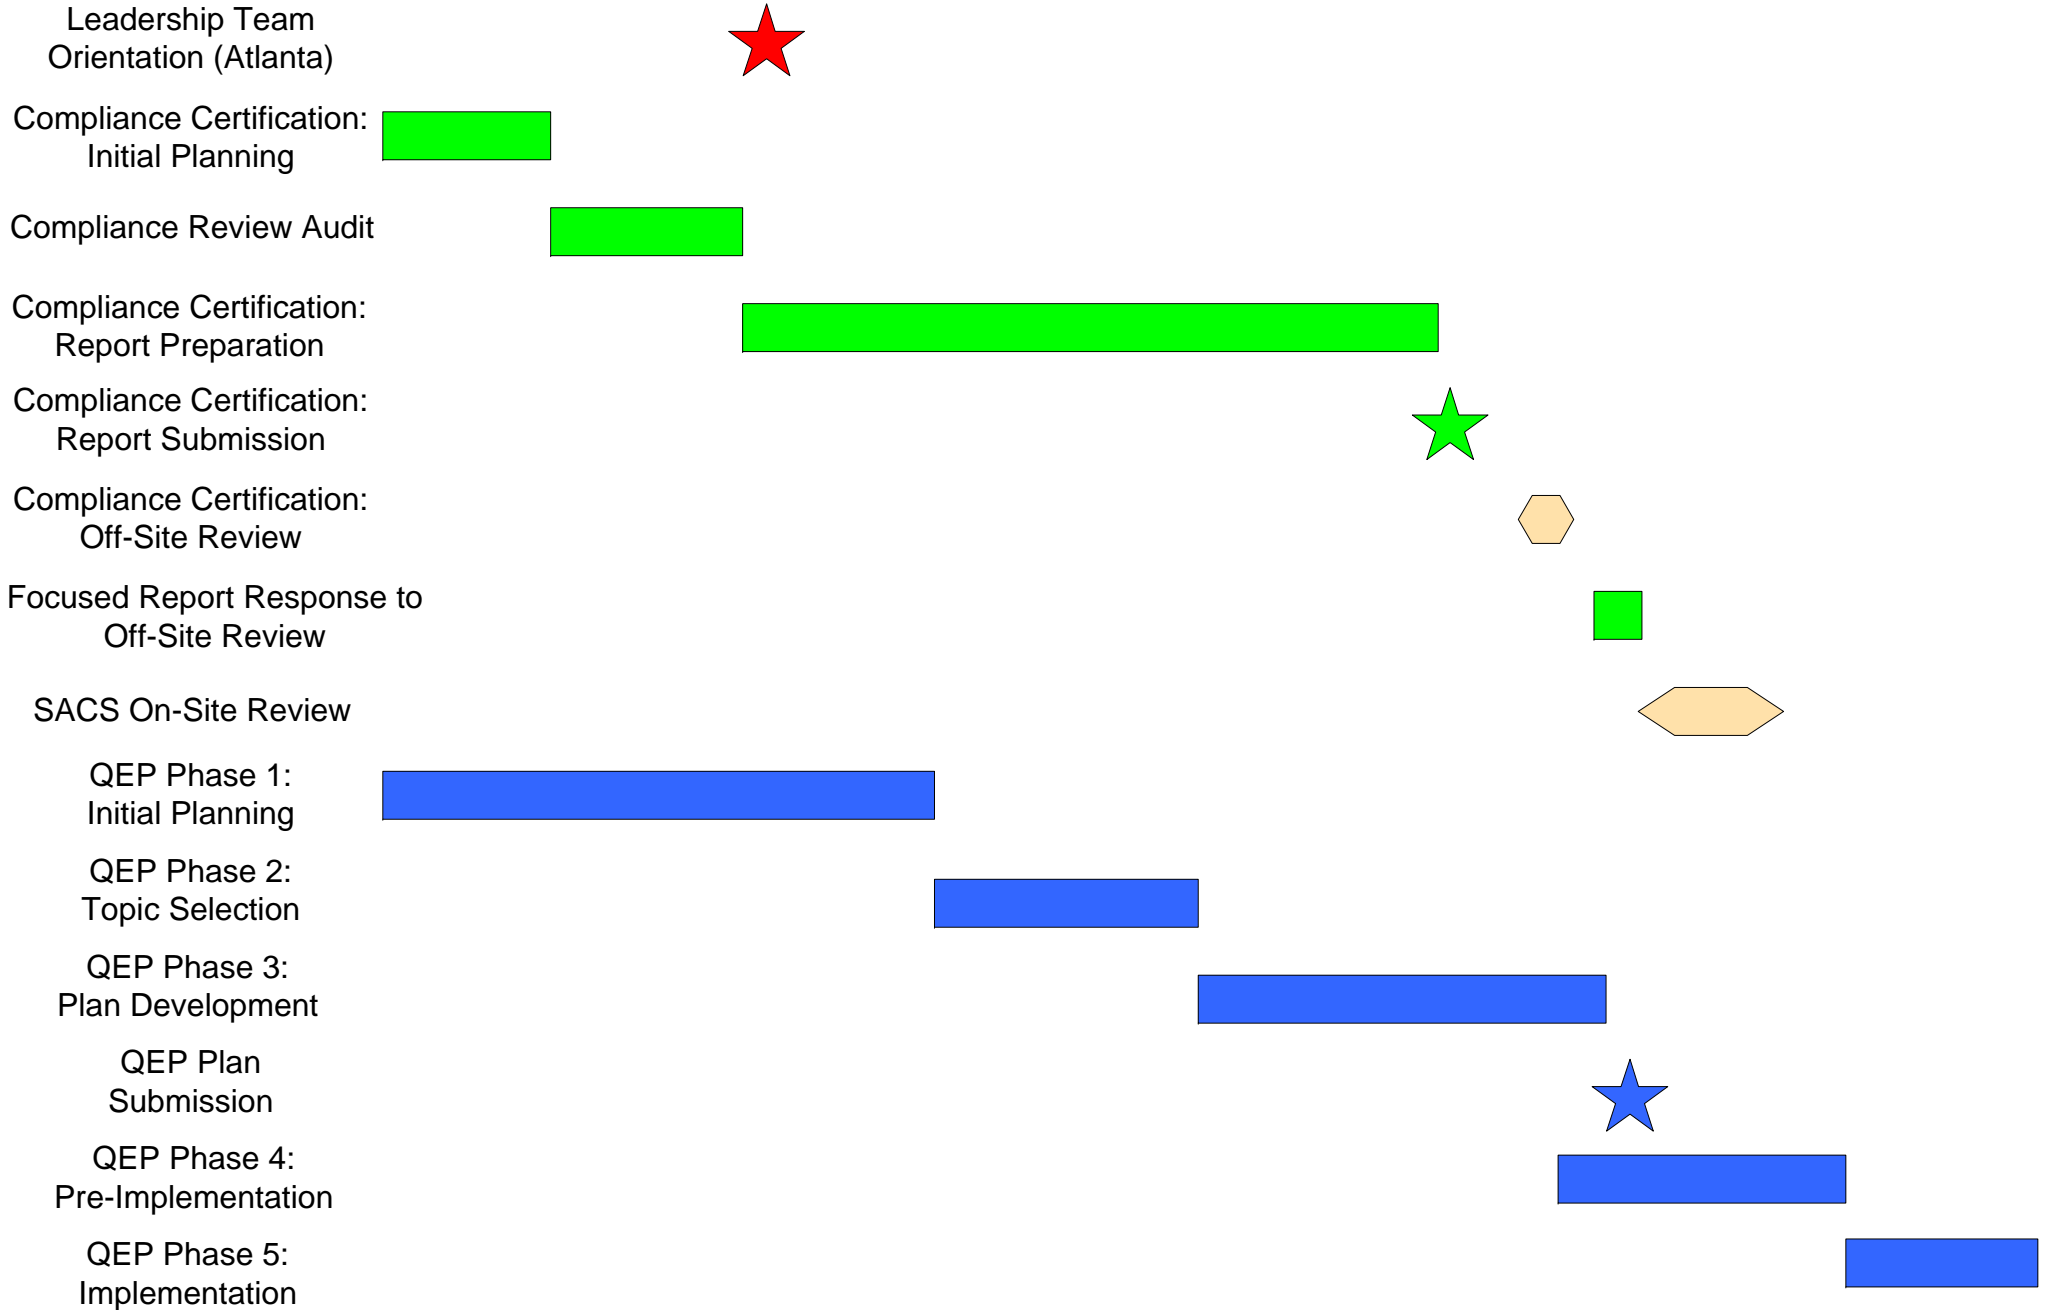 Leadership Team
Orientation (Atlanta)
Compliance Certification:
Initial Planning
Compliance Review Audit
Compliance Certification:
Report Preparation
Compliance Certification:
Report Submission
Compliance Certification:
Off-Site Review
Focused Report Response to
Off-Site Review
SACS On-Site Review
QEP Phase 1:
Initial Planning
QEP Phase 2:
Topic Selection
QEP Phase 3:
Plan Development
QEP Plan
Submission
QEP Phase 4:
Pre-Implementation
QEP Phase 5:
Implementation